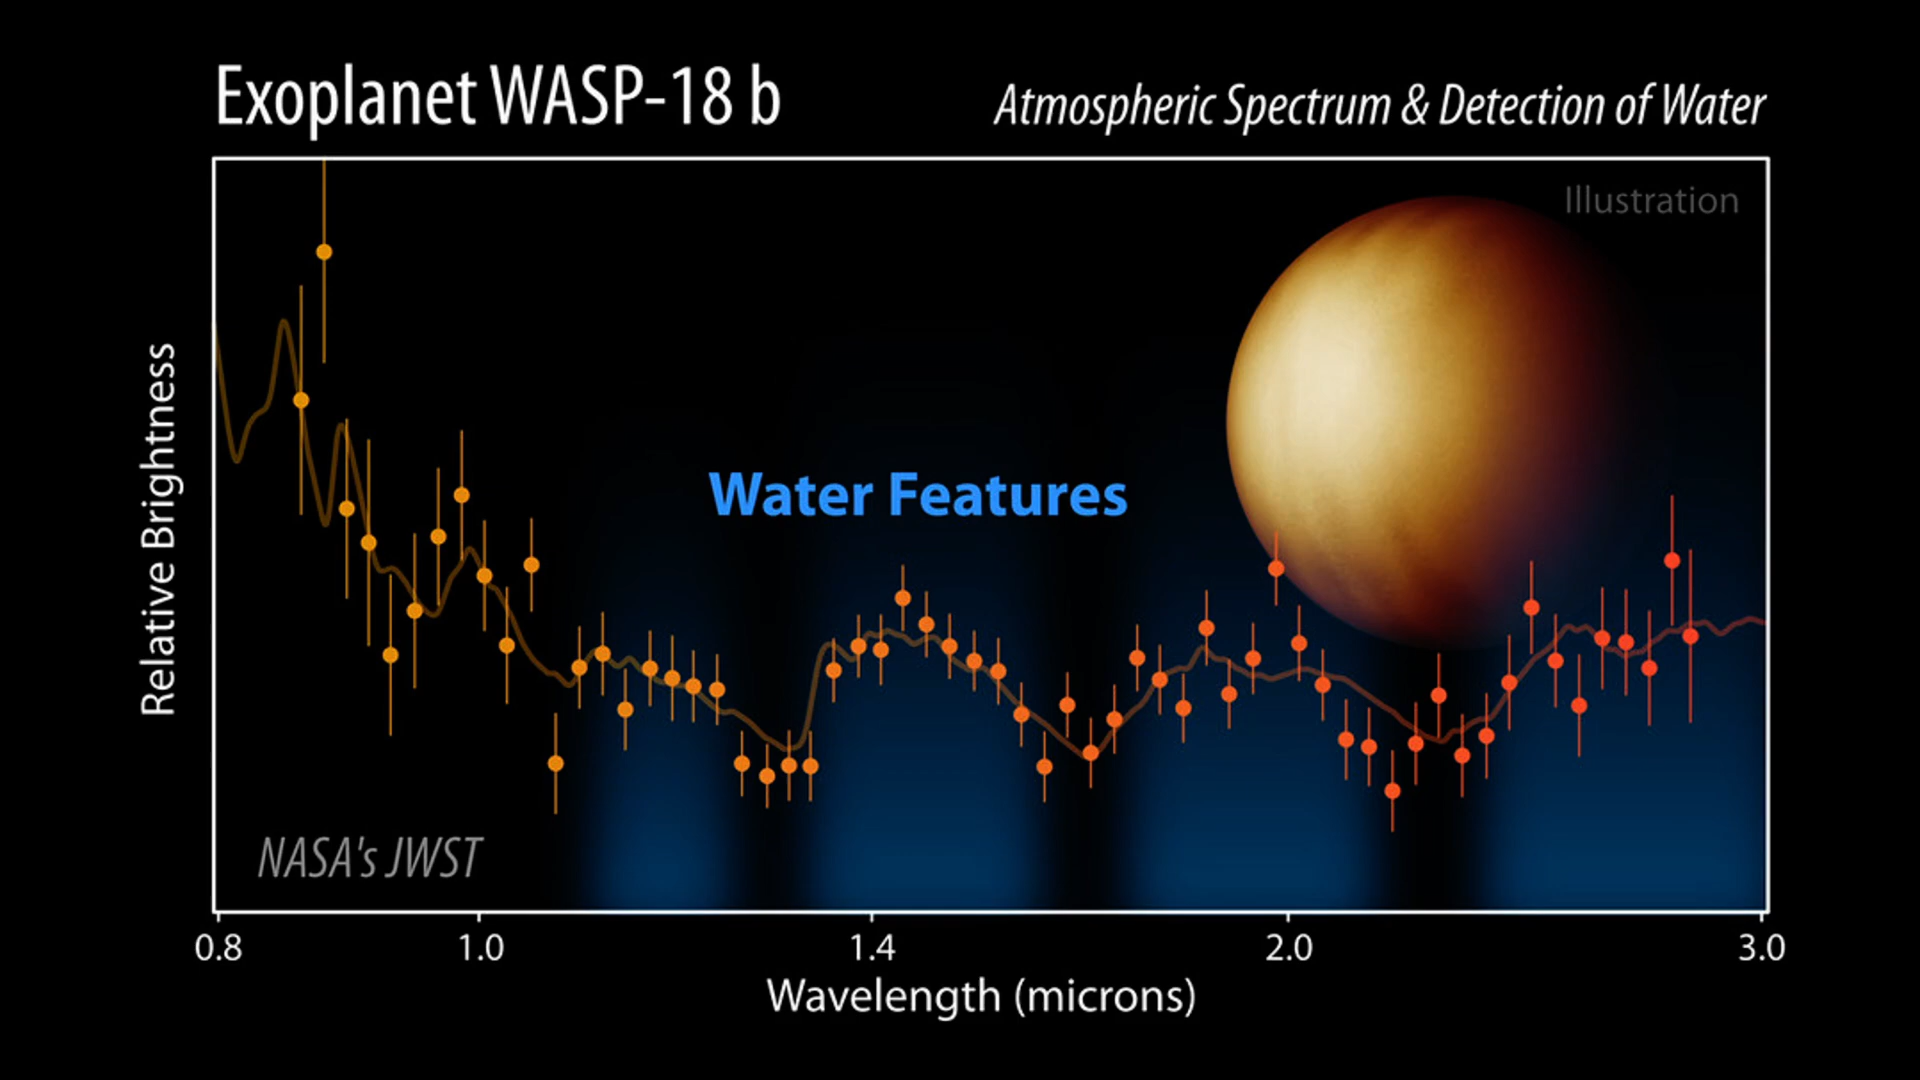 Exoplanet WASP-18 b
Atmospheric Spectrum & Detection of Water
Illustration
Relative Brightness
Water Features
NASA's JWST
0.8 1.0 1.4 2.0 3.0
Wavelength (microns)